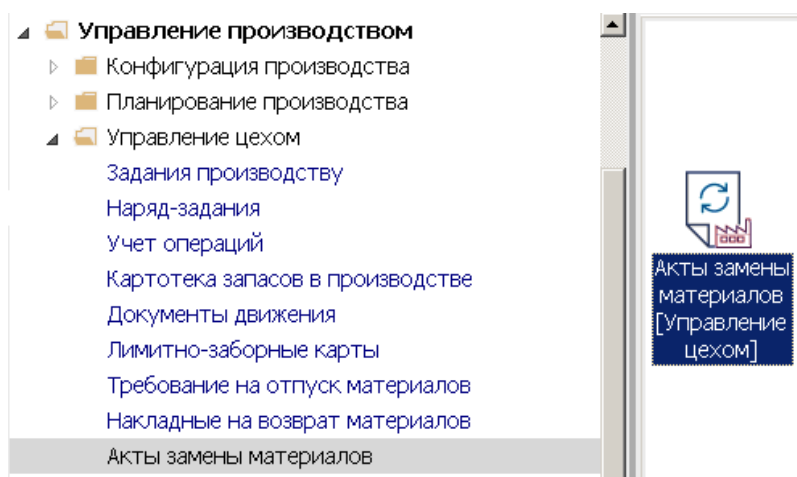 Управление производством
Конфигурация производства
Планирование производства
Управление цехом
Задания производству
Наряд-задания
Учет операций
Картотека запасов в производстве
Документы движения
Лимитно-заборные карты
Требование на отпуск материалов
Накладные на возврат материалов
Акты замены материалов
Акты замены
материалов
[Управление
цехом]